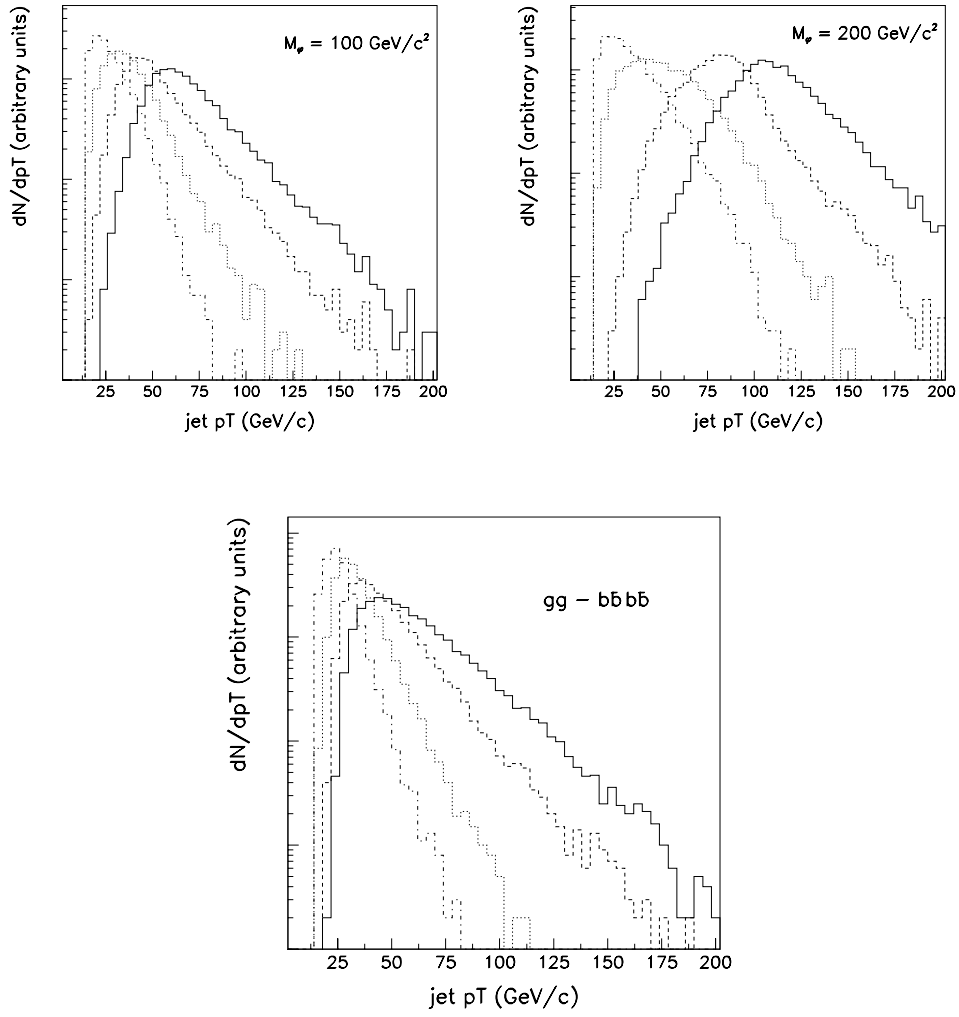 M𝜑 = 100 GeV/c²
dN/dpT (arbitrary units)
25 50 75 100 125 150 175 200
jet pT (GeV/c)
M𝜑 = 200 GeV/c²
dN/dpT (arbitrary units)
25 50 75 100 125 150 175 200
jet pT (GeV/c)
gg – bb̄bb̄
dN/dpT (arbitrary units)
25 50 75 100 125 150 175 200
jet pT (GeV/c)